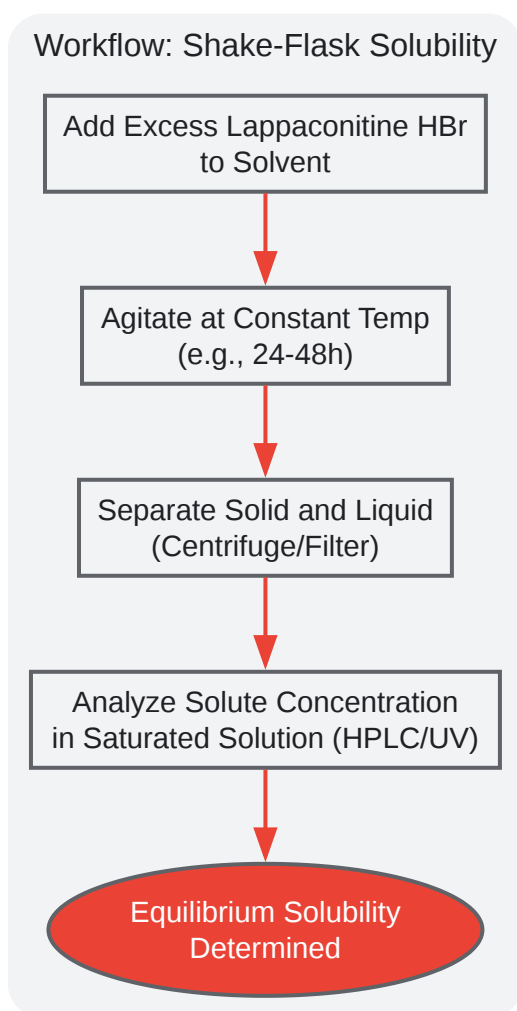 Workflow: Shake-Flask Solubility
Add Excess Lappaconitine HBr
to Solvent
Agitate at Constant Temp
(e.g., 24-48h)
Separate Solid and Liquid
(Centrifuge/Filter)
Analyze Solute Concentration
in Saturated Solution (HPLC/UV)
Equilibrium Solubility
Determined